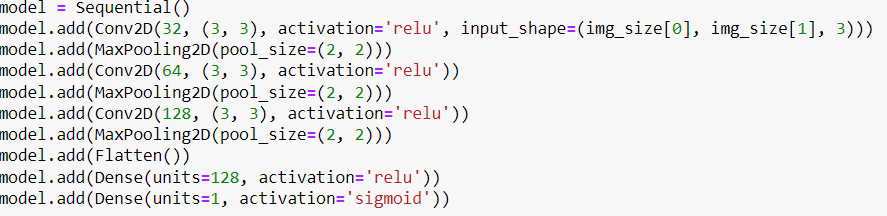 model = Sequential()
model.add(Conv2D(32, (3, 3), activation='relu', input_shape=(img_size[0], img_size[1], 3)))
model.add(MaxPooling2D(pool_size=(2, 2)))
model.add(Conv2D(64, (3, 3), activation='relu'))
model.add(MaxPooling2D(pool_size=(2, 2)))
model.add(Conv2D(128, (3, 3), activation='relu'))
model.add(MaxPooling2D(pool_size=(2, 2)))
model.add(Flatten())
model.add(Dense(units=128, activation='relu'))
model.add(Dense(units=1, activation='sigmoid'))